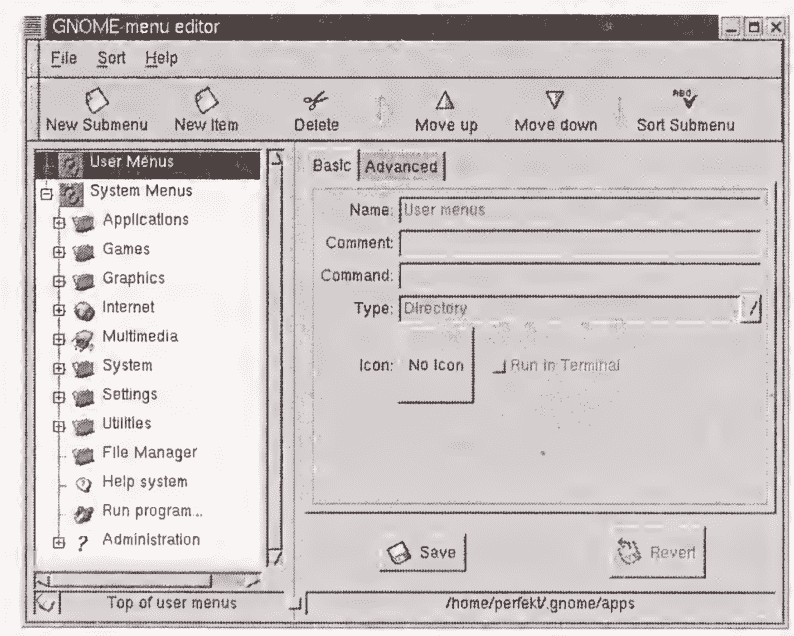 GNOME menu editor
File Sort Help
New Submenu New Item Delete Move up Move down Sort Submenu
User Menus
System Menus
Applications
Games
Graphics
Internet
Multimedia
System
Settings
Utilities
File Manager
Help system
Run program...
Administration
Basic Advanced
Name: User menus
Comment:
Command:
Type: Directory
Icon: No Icon Run in Terminal
Save Revert
Top of user menus /home/perfekt/.gnome/apps